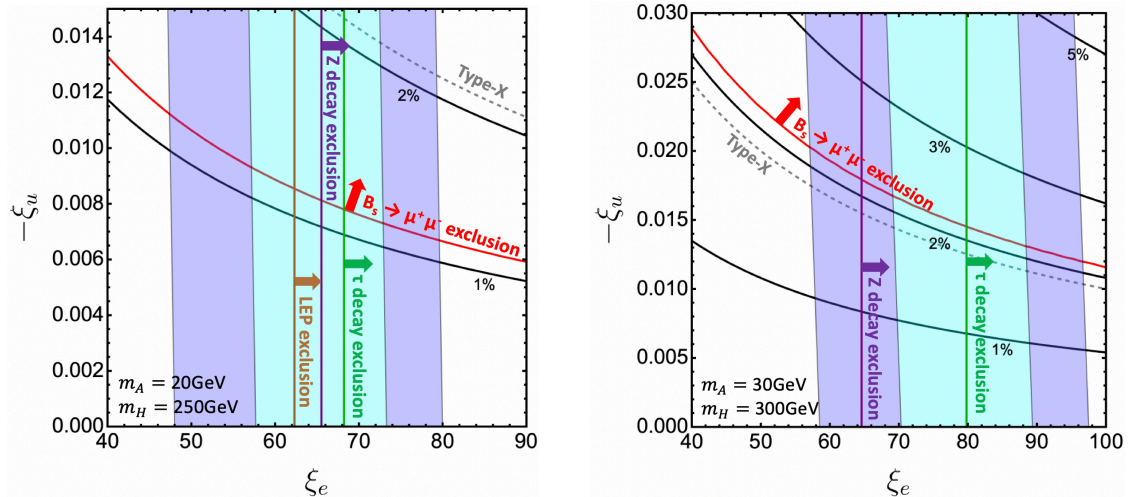 0.014
0.012
0.010
0.008
0.006
0.004
0.002
0.000
−ξu
Type-X
2%
Z decay exclusion
Bs → μ+μ- exclusion
1%
LEP exclusion
τ decay exclusion
mA = 20GeV
mH = 250GeV
40 50 60 70 80 90
ξe
0.030
0.025
0.020
0.015
0.010
0.005
0.000
−ξu
5%
Bs → μ+μ- exclusion
Type-X
3%
2%
Z decay exclusion
τ decay exclusion
1%
mA = 30GeV
mH = 300GeV
40 50 60 70 80 90 100
ξe